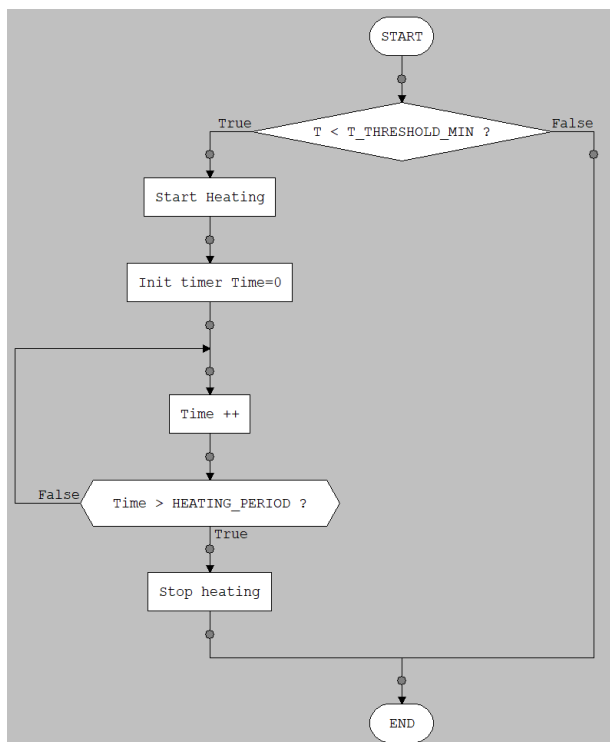 START
T < T_THRESHOLD_MIN ?
True
False
Start Heating
Init timer Time=0
Time ++
Time > HEATING_PERIOD ?
False
True
Stop heating
END